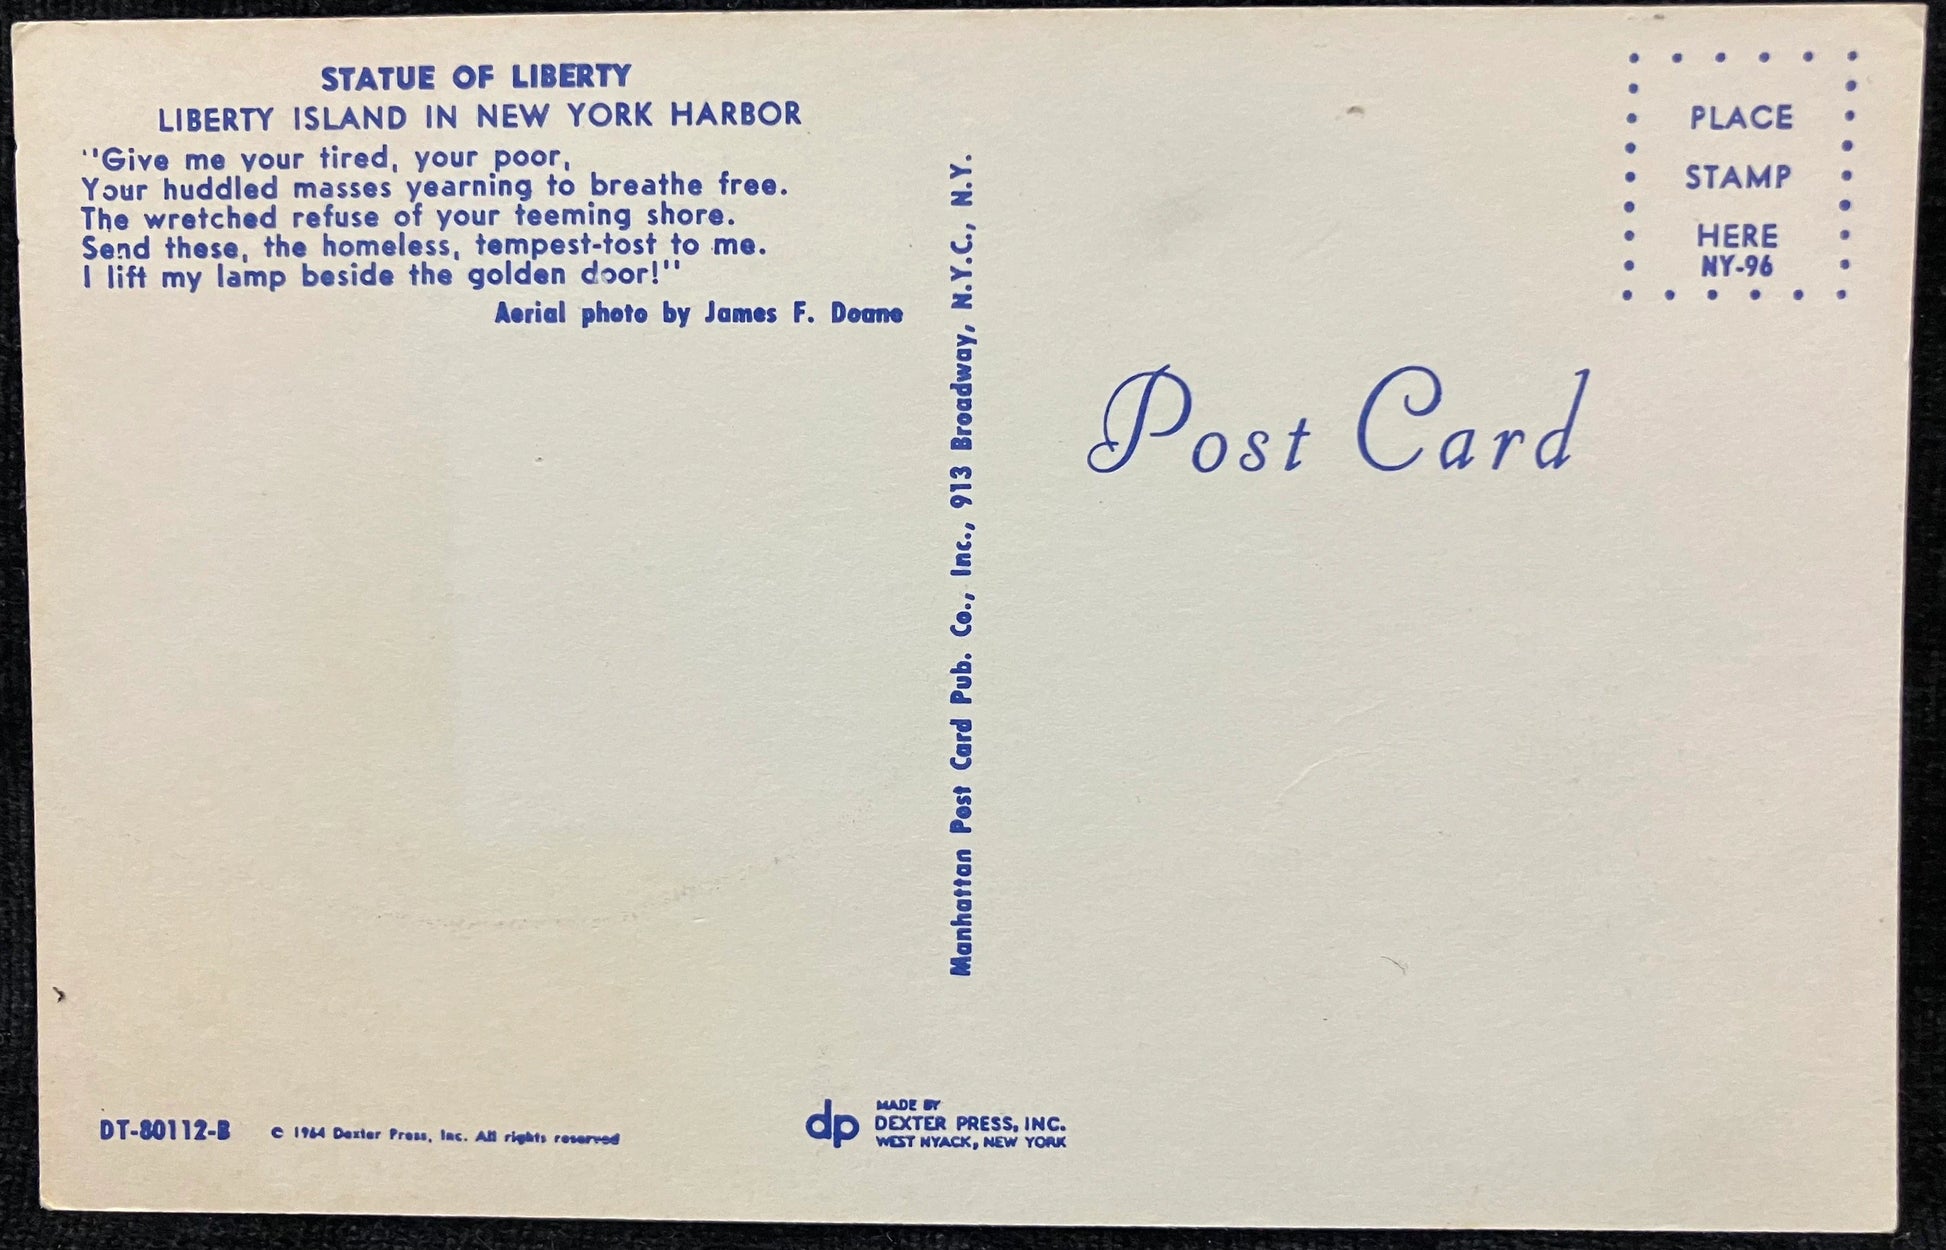 STATUE OF LIBERTY
LIBERTY ISLAND IN NEW YORK HARBOR
"Give me your tired, your poor,
Your huddled masses yearning to breathe free.
The wretched refuse of your teeming shore.
Send these, the homeless, tempest-tost to me.
I lift my lamp beside the golden door!"
Aerial photo by James F. Doane
DT-80112-B
© 1964 Dexter Press, Inc. All rights reserved
Manhattan Post Card Pub. Co., Inc., 913 Broadway, N.Y.C., N.Y.
dp
MADE BY
DEXTER PRESS, INC.
WEST NYACK, NEW YORK
PLACE
STAMP
HERE
NY-96
Post Card